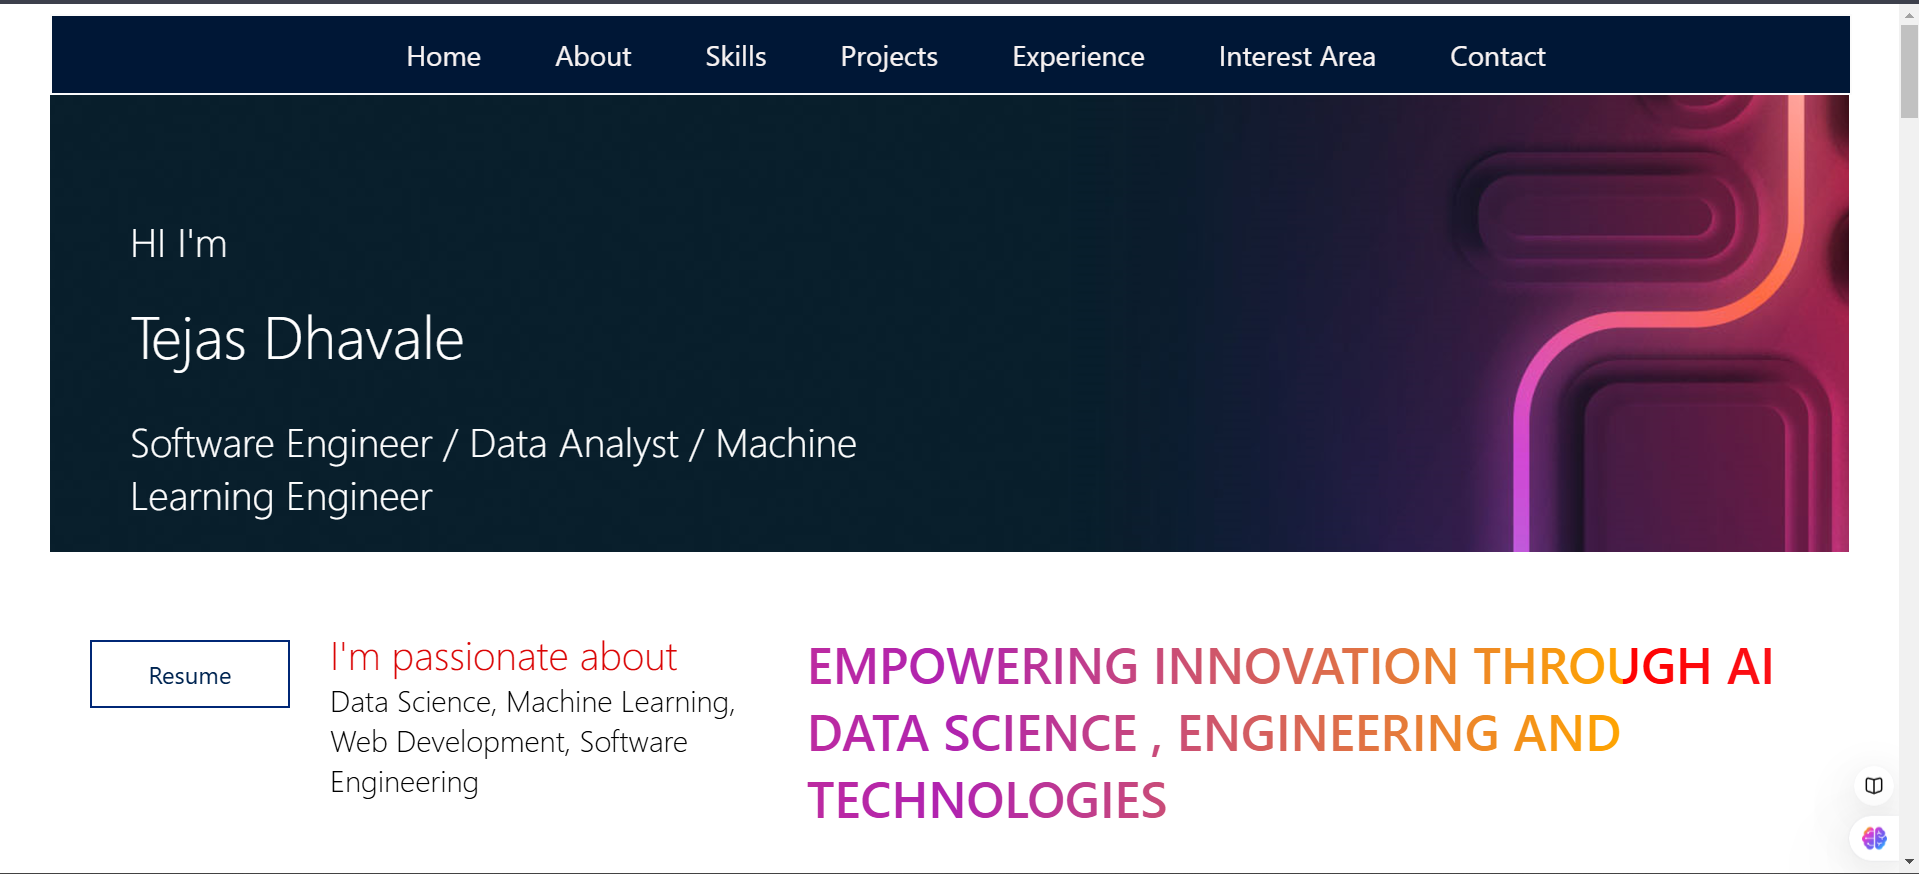 Home About Skills Projects Experience Interest Area Contact
HI I'm
Tejas Dhavale
Software Engineer / Data Analyst / Machine
Learning Engineer
Resume
I'm passionate about
Data Science, Machine Learning,
Web Development, Software
Engineering
EMPOWERING INNOVATION THROUGH AI
DATA SCIENCE , ENGINEERING AND
TECHNOLOGIES